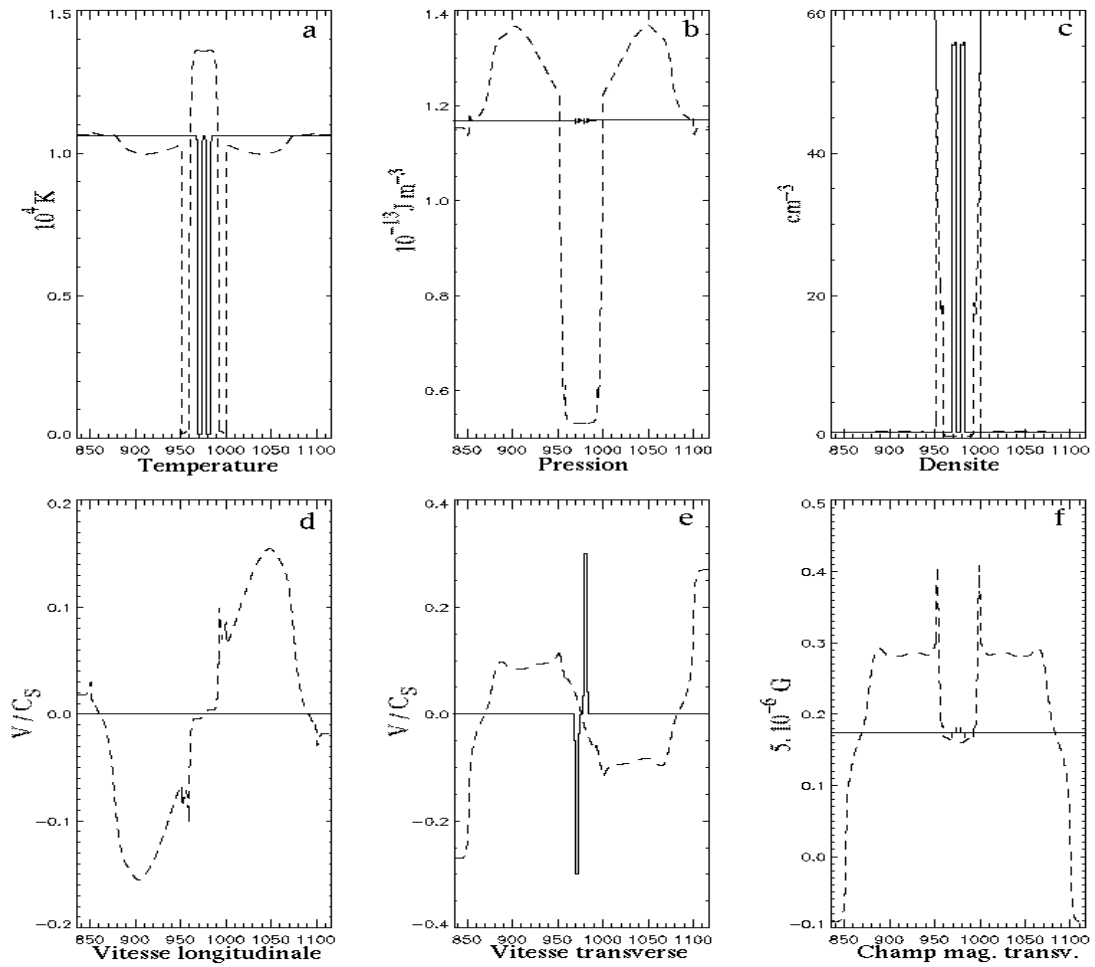 1.5
a
1.0
0.5
0.0
10⁴K
850 900 950 1000 1050 1100
Temperature
1.4
b
1.2
1.0
0.8
0.6
10⁻¹³J m⁻³
850 900 950 1000 1050 1100
Pression
60
c
40
20
0
cm⁻³
850 900 950 1000 1050 1100
Densite
0.2
d
0.1
0.0
−0.1
−0.2
V/C_S
850 900 950 1000 1050 1100
Vitesse longitudinale
0.4
e
0.2
0.0
−0.2
−0.4
V/C_S
850 900 950 1000 1050 1100
Vitesse transverse
0.5
f
0.4
0.3
0.2
0.1
0.0
−0.1
5.10⁻⁶ G
850 900 950 1000 1050 1100
Champ mag. transv.